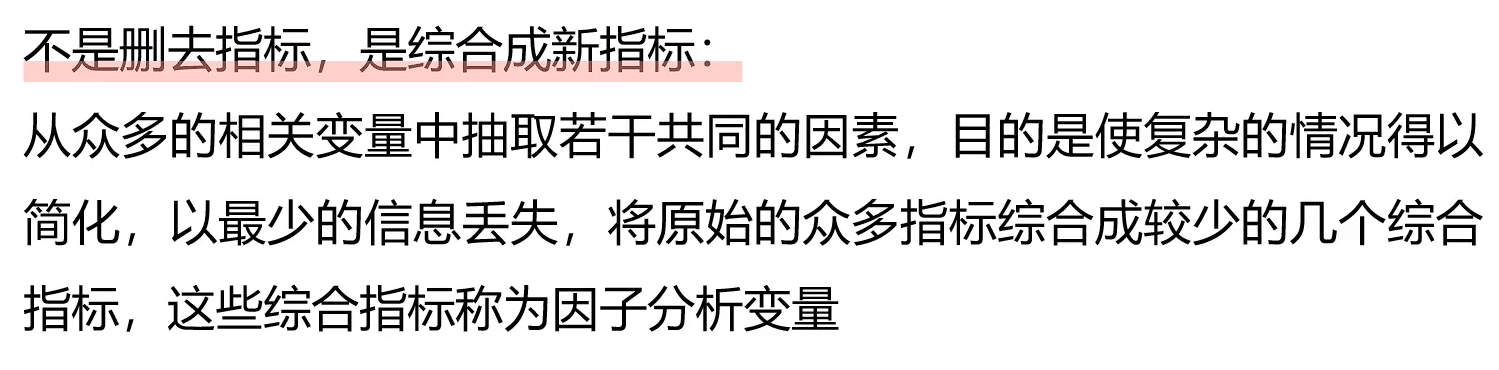 不是删去指标，是综合成新指标：
从众多的相关变量中抽取若干共同的因素，目的是使复杂的情况得以
简化，以最少的信息丢失，将原始的众多指标综合成较少的几个综合
指标，这些综合指标称为因子分析变量